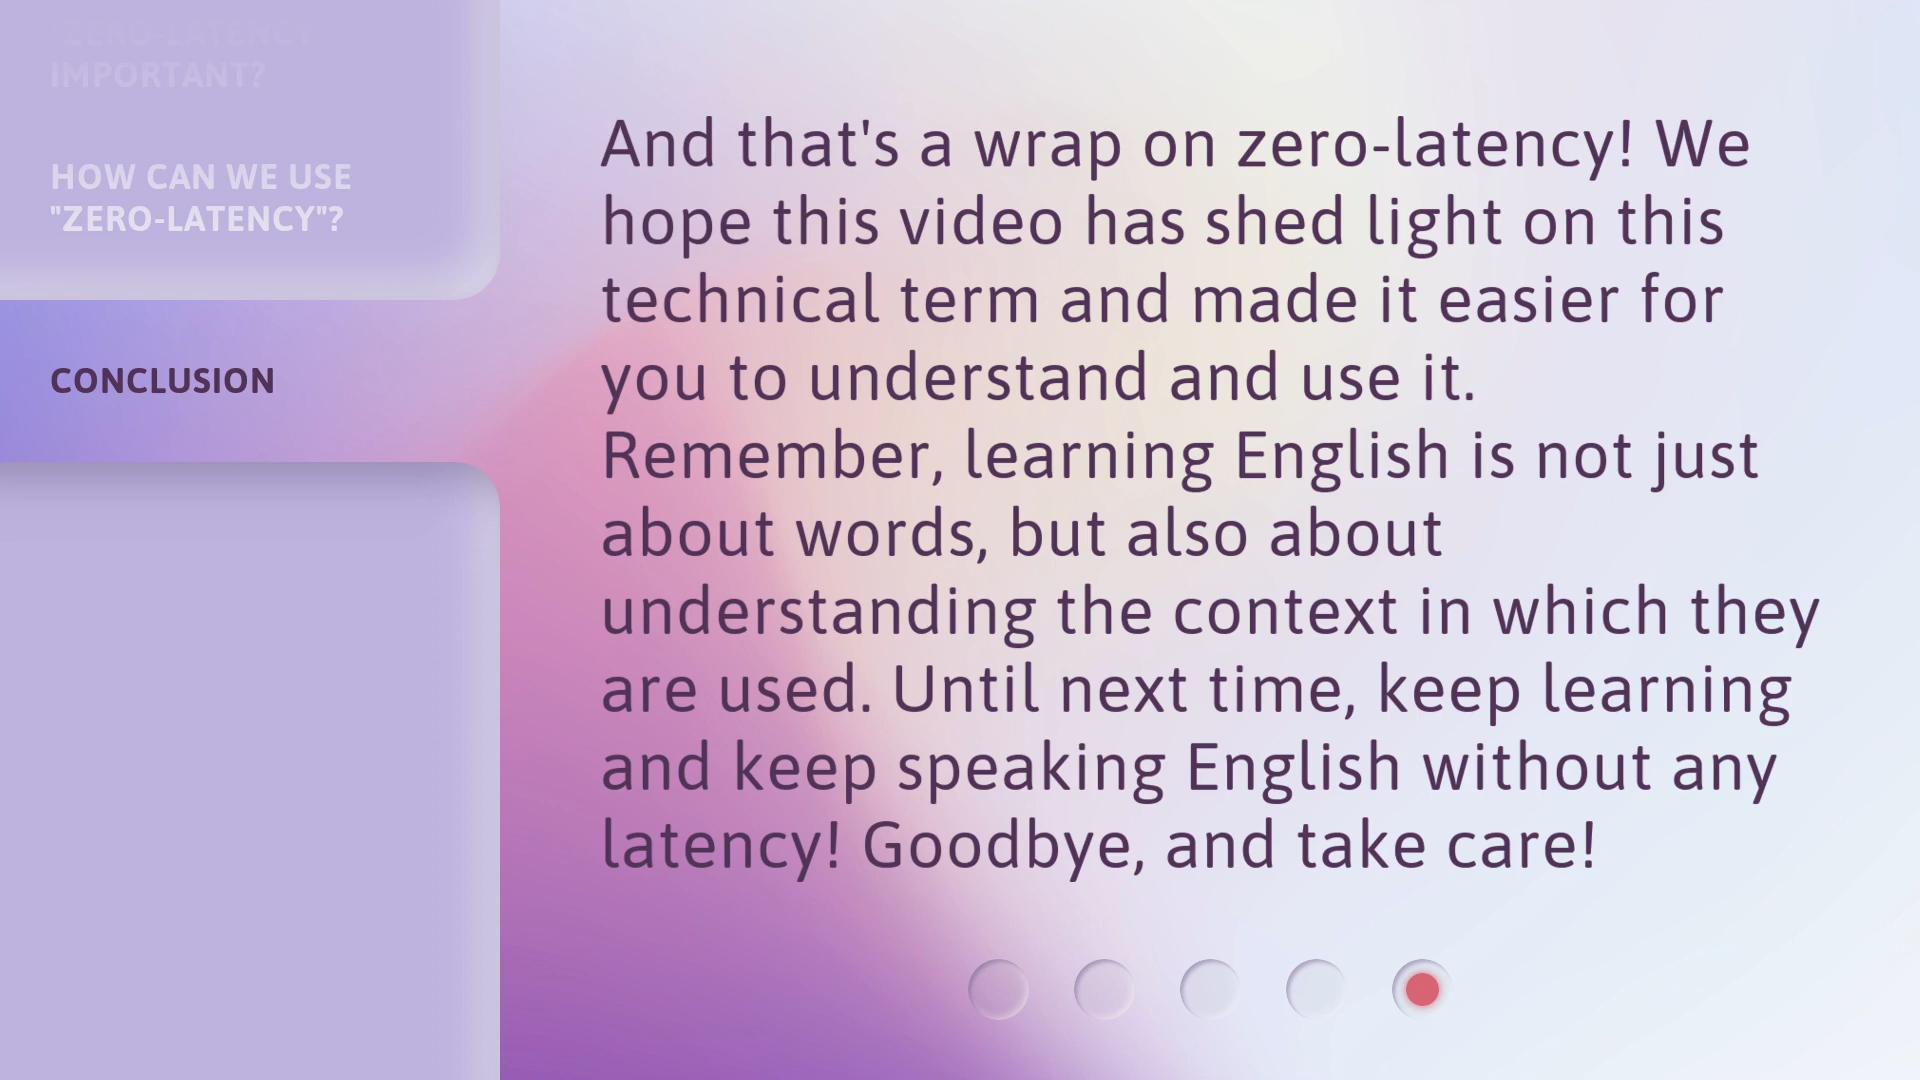 "ZERO-LATENCY
IMPORTANT?
HOW CAN WE USE
"ZERO-LATENCY"?
CONCLUSION
And that's a wrap on zero-latency! We
hope this video has shed light on this
technical term and made it easier for
you to understand and use it.
Remember, learning English is not just
about words, but also about
understanding the context in which they
are used. Until next time, keep learning
and keep speaking English without any
latency! Goodbye, and take care!